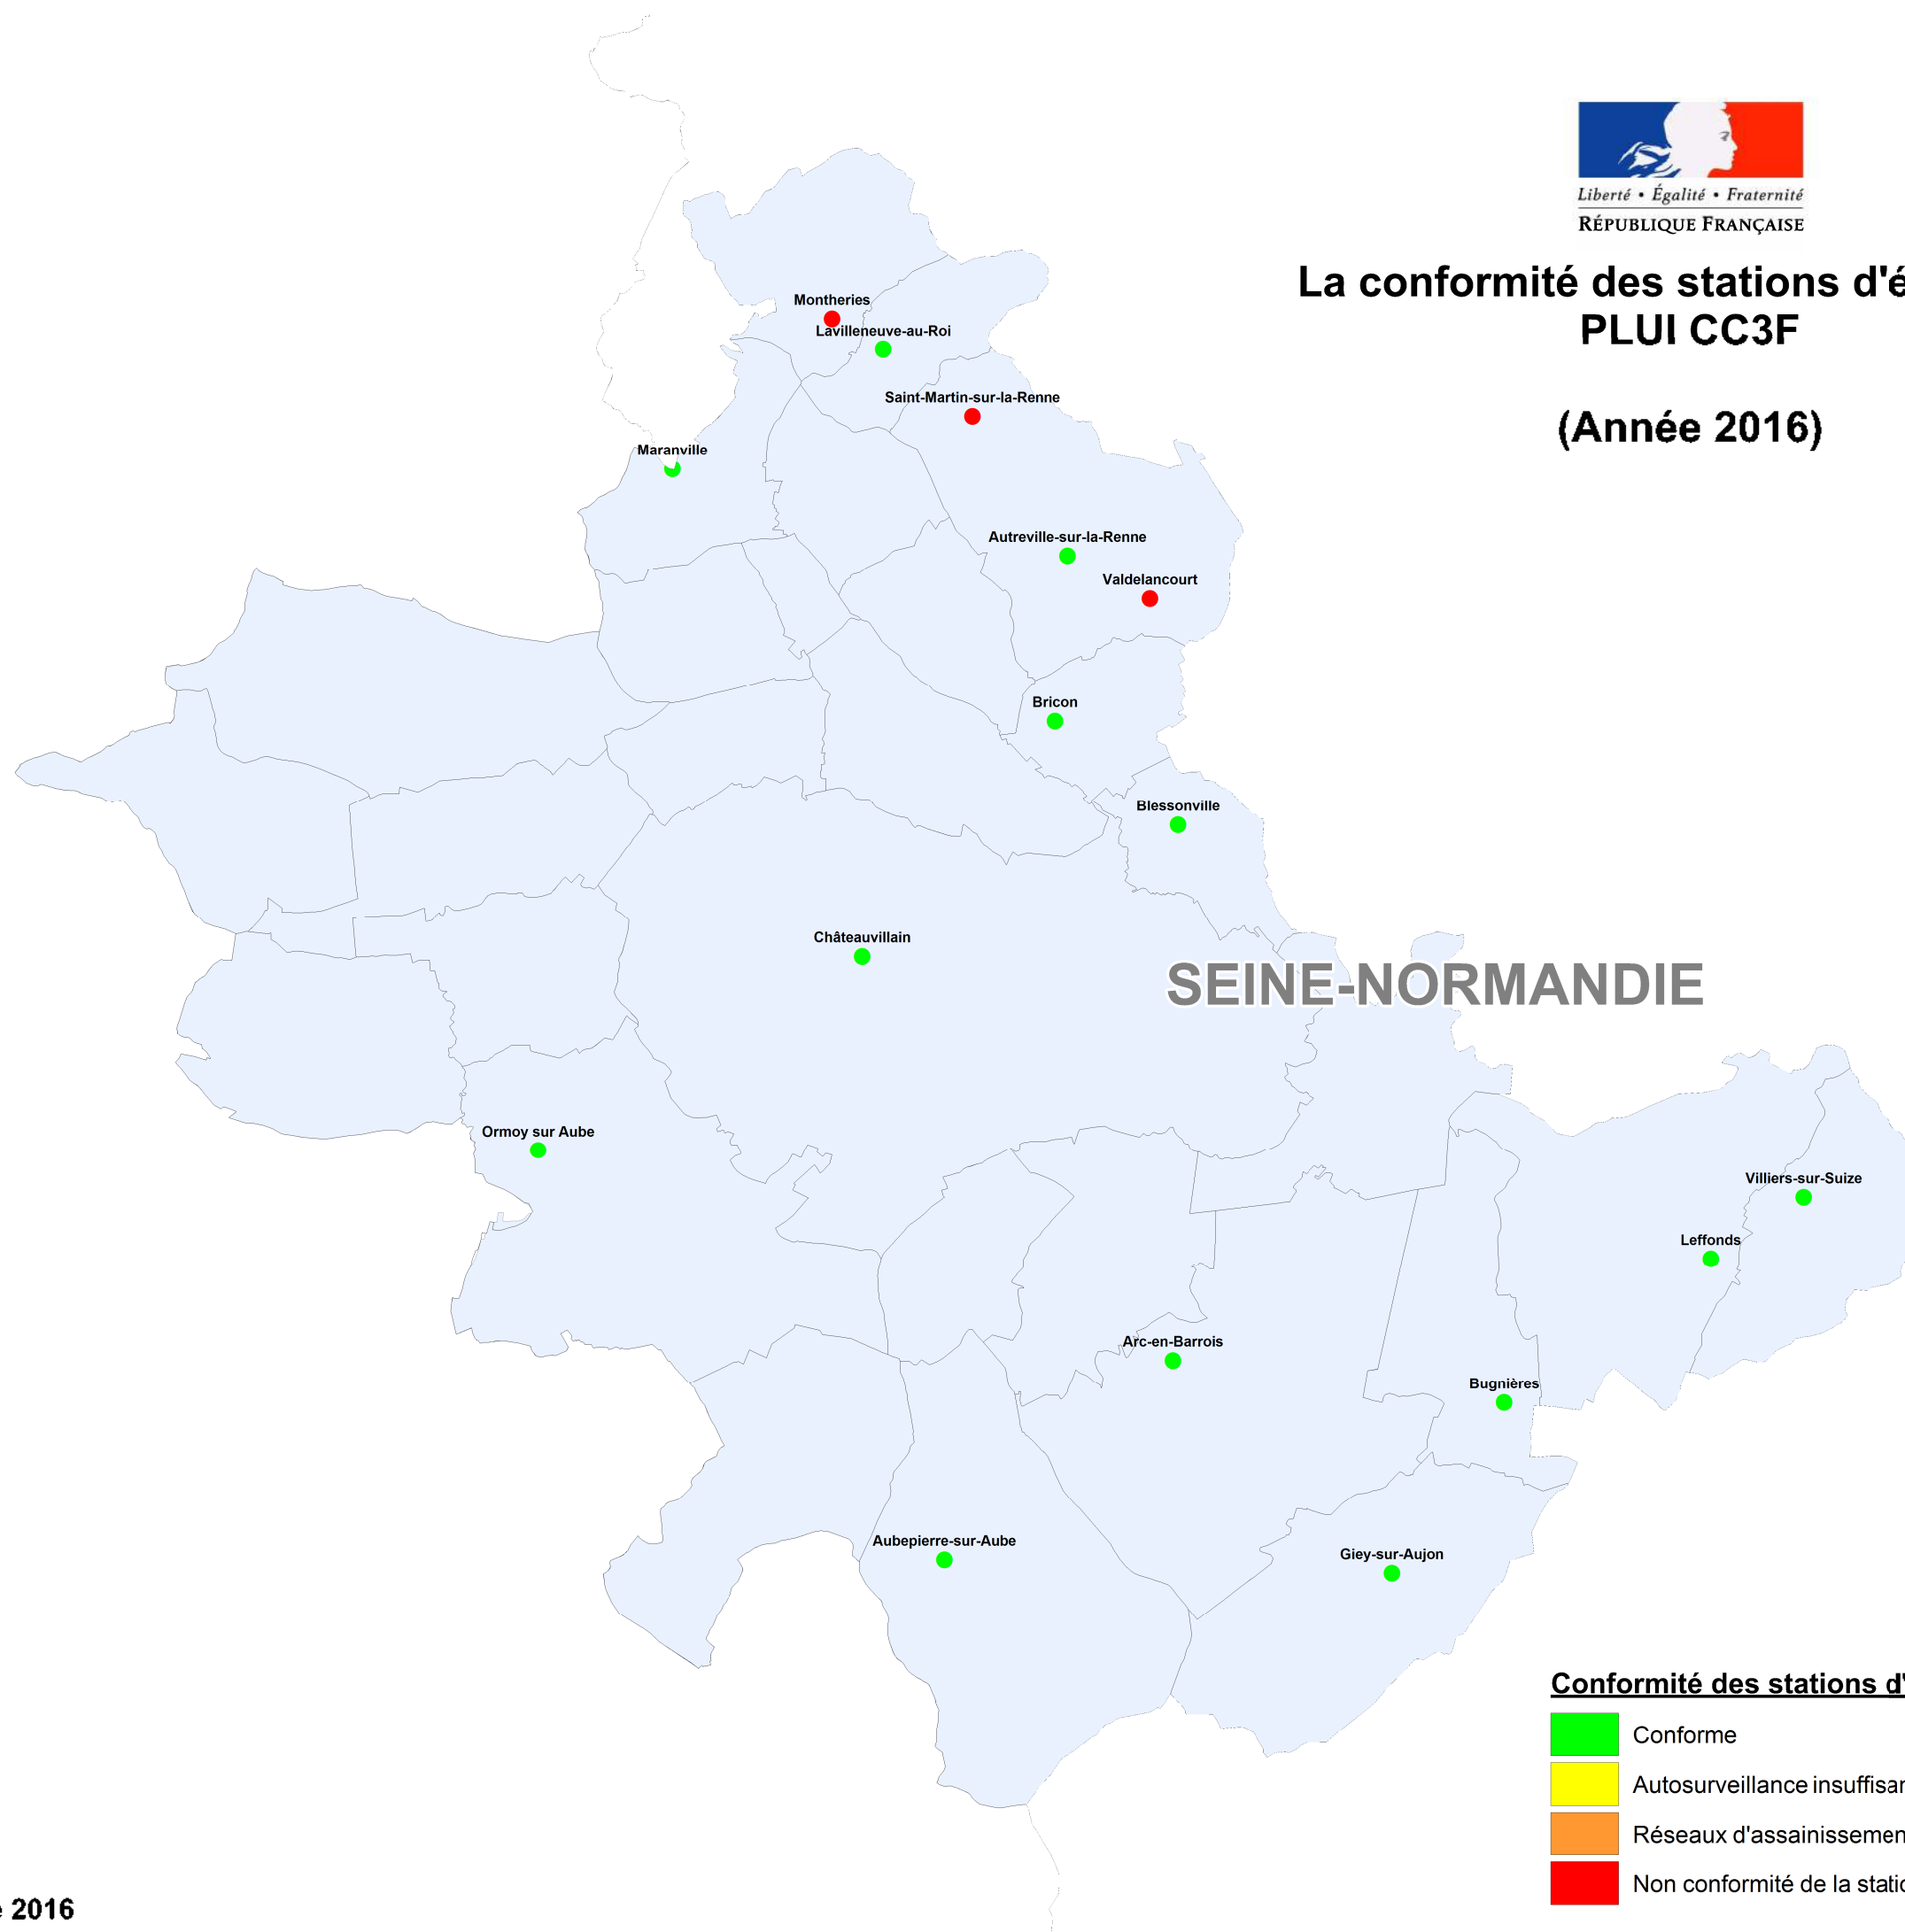 Liberté • Égalité • Fraternité
RÉPUBLIQUE FRANÇAISE
La conformité des stations
PLUI CC3F
(Année 2016)
Montheries
Lavilleneuve-au-Roi
Saint-Martin-sur-la-Renne
Maranville
Autreville-sur-la-Renne
Valdelancourt
Bricon
Blessonville
Châteauvillain
SEINE-NORMANDIE
Ormoy sur Aube
Villiers-sur-Suize
Leffonds
Arc-en-Barrois
Bugnières
Aubepierre-sur-Aube
Giey-sur-Aujon
Conformité des stations
Conforme
Autosurveillance
Réseaux
Non conformité de la
2016